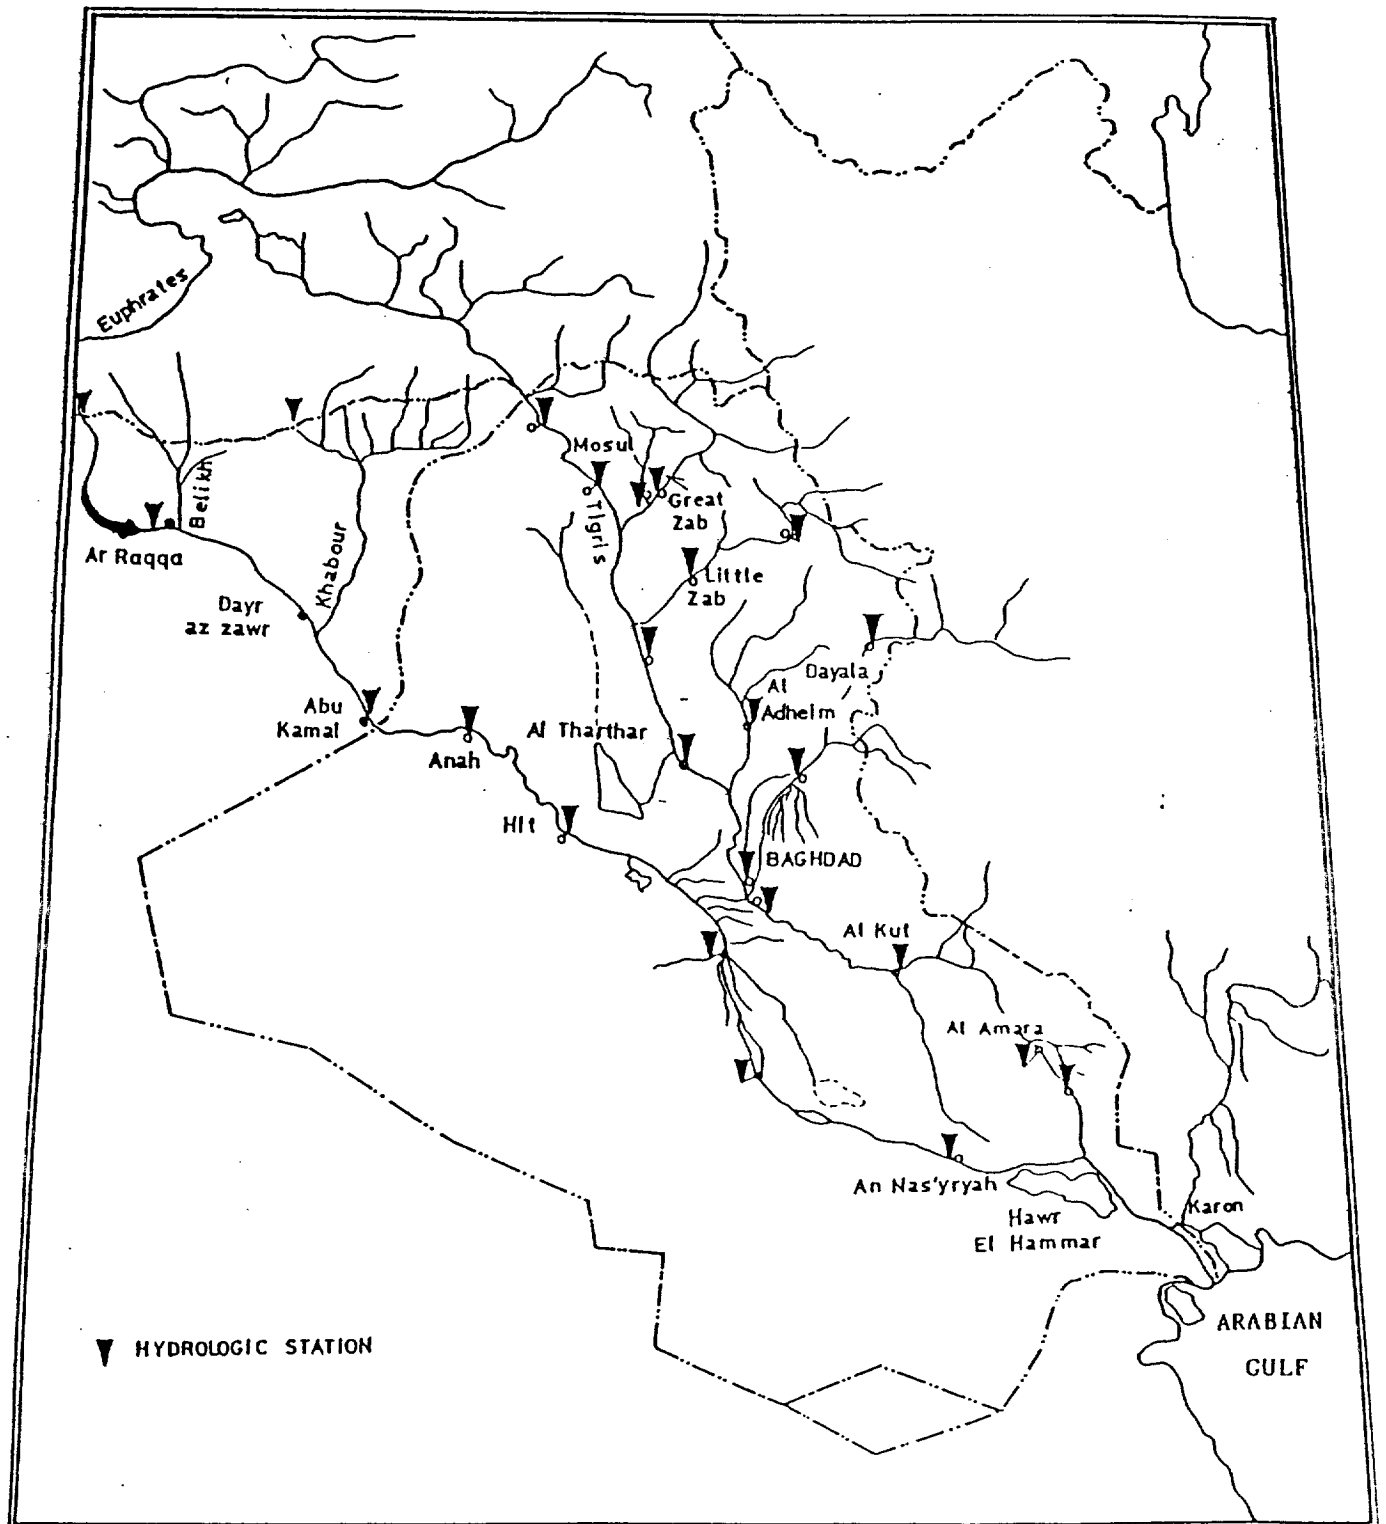 Euphrates
Mosul
Belikh
Tigris
Great
Zab
Ar Raqqa
Khabour
Little
Zab
Dayr
az zawr
Dayala
Al
Adheim
Abu
Kamal
Anah
Al Tharthar
Hit
BAGHDAD
Al Kut
Al Amara
An Nas'yryah
Karon
Hawr
El Hammar
ARABIAN
GULF
HYDROLOGIC STATION